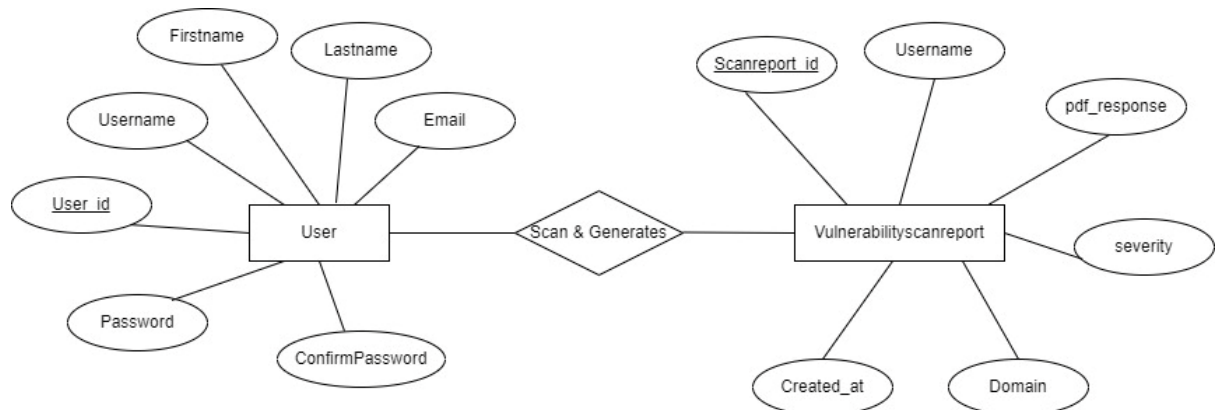 Firstname
Lastname
Username
Email
User_id
User
Password
ConfirmPassword
Scan & Generates
Scanreport_id
Username
pdf_response
Vulnerabilityscanreport
severity
Created_at
Domain